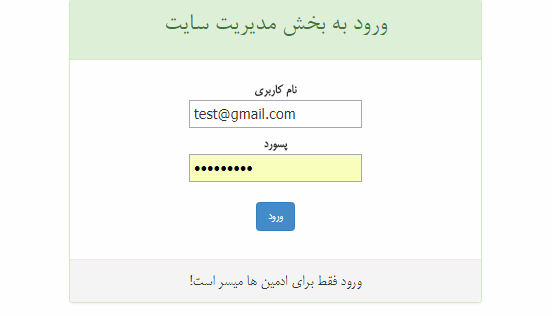 ورود به بخش مدیریت سایت
نام کاربری
test@gmail.com
پسورد
•••••••••
ورود
ورود فقط برای ادمین ها میسر است!